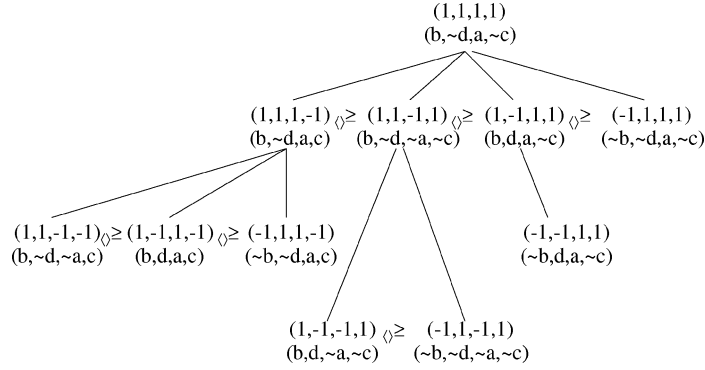 (1,1,1,1)
(b,~d,a,~c)
(1,1,1,-1) ⟨⟩≥ (1,1,-1,1) ⟨⟩≥ (1,-1,1,1) ⟨⟩≥ (-1,1,1,1)
(b,~d,a,c) (b,~d,~a,~c) (b,d,a,~c) (~b,~d,a,~c)
(1,1,-1,-1) ⟨⟩≥ (1,-1,1,-1) ⟨⟩≥ (-1,1,1,-1) (-1,-1,1,1)
(b,~d,~a,c) (b,d,a,c) (~b,~d,a,c) (~b,d,a,~c)
(1,-1,-1,1) ⟨⟩≥ (-1,1,-1,1)
(b,d,~a,~c) (~b,~d,~a,~c)